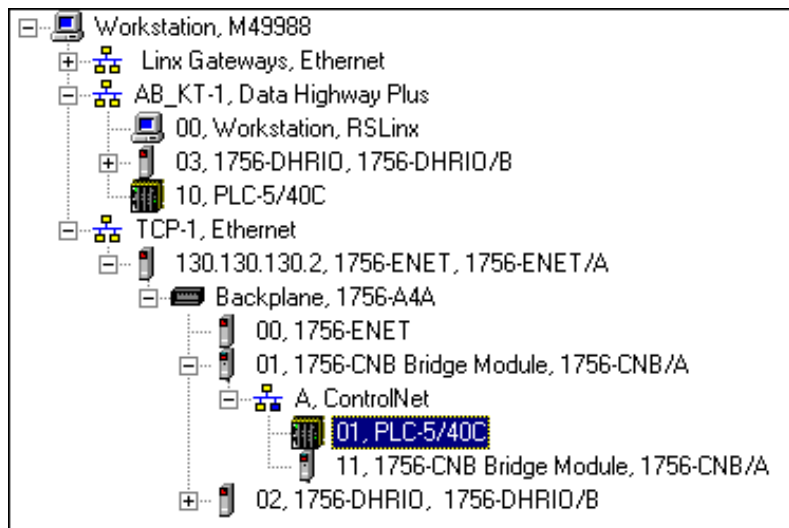 Workstation, M49988
Linx Gateways, Ethernet
AB_KT-1, Data Highway Plus
00, Workstation, RSLinx
03, 1756-DHRIO, 1756-DHRIO/B
10, PLC-5/40C
TCP-1, Ethernet
130.130.130.2, 1756-ENET, 1756-ENET/A
Backplane, 1756-A4A
00, 1756-ENET
01, 1756-CNB Bridge Module, 1756-CNB/A
A, ControlNet
01, PLC-5/40C
11, 1756-CNB Bridge Module, 1756-CNB/A
02, 1756-DHRIO, 1756-DHRIO/B